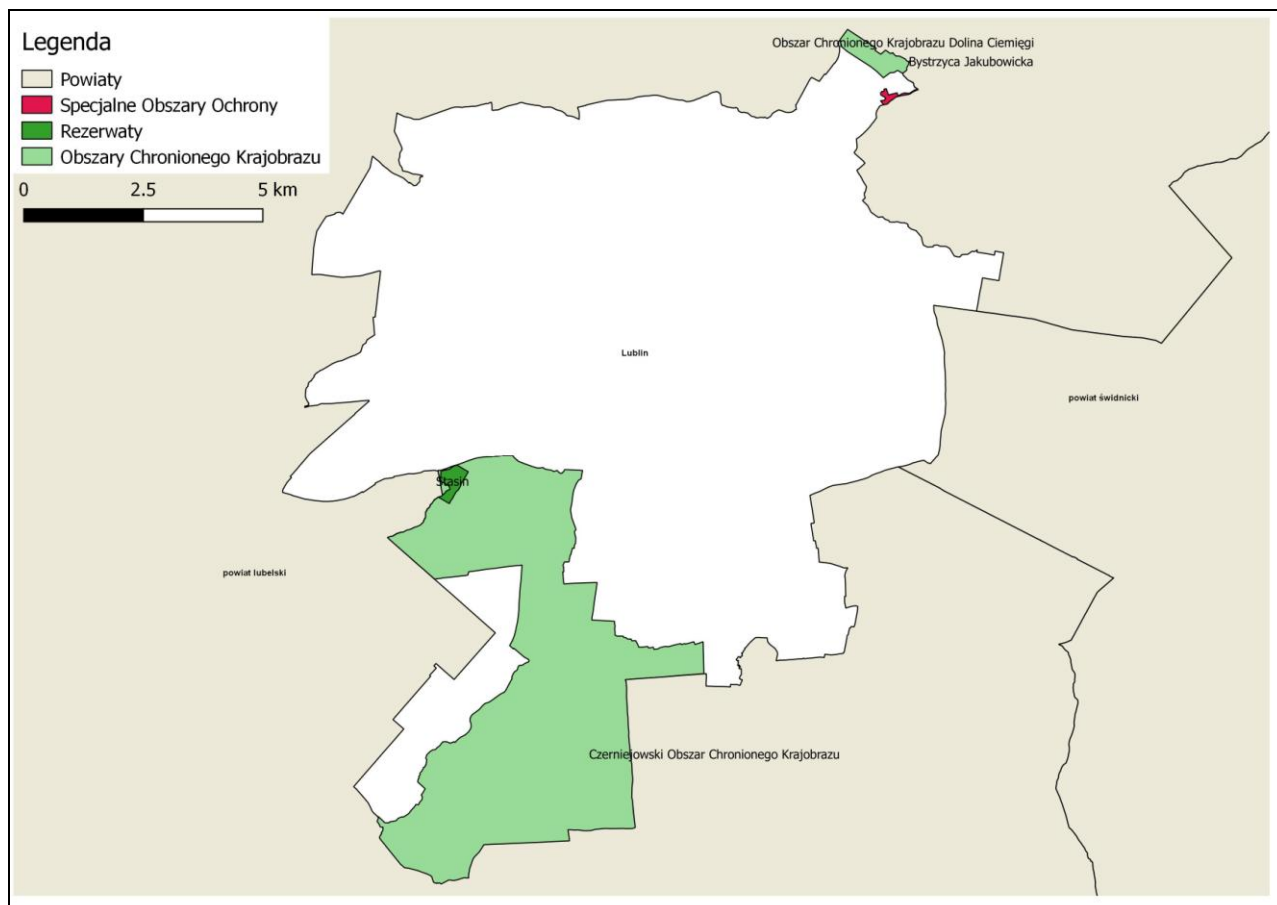 Legenda
Powiaty
Specjalne Obszary Ochrony
Rezerwaty
Obszary Chronionego Krajobrazu
0 2.5 5 km
Obszar Chronionego Krajobrazu Dolina Ciemięgi
Bystrzyca Jakubowicka
Lublin
powiat świdnicki
Stasin
powiat lubelski
Czerniejowski Obszar Chronionego Krajobrazu